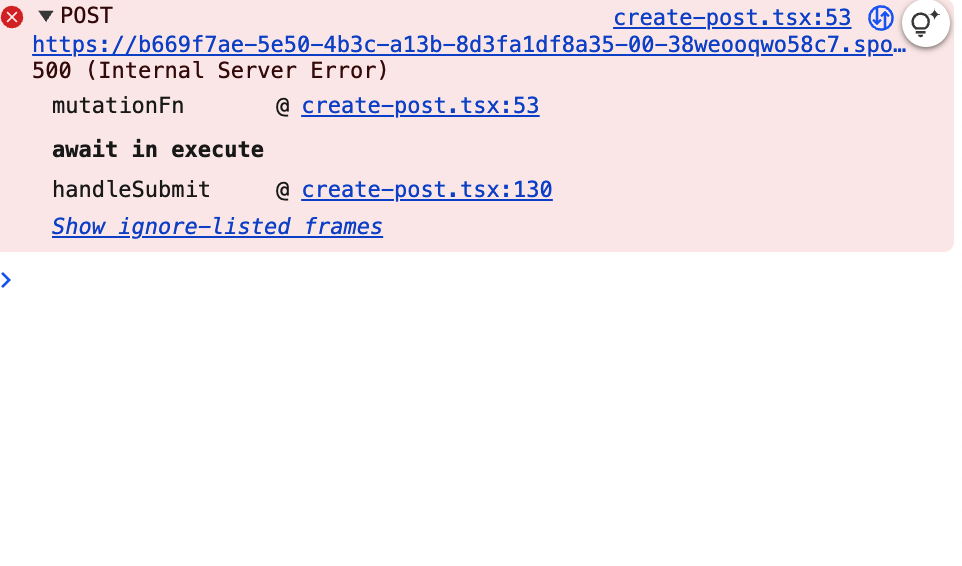 POST create-post.tsx:53
https://b669f7ae-5e50-4b3c-a13b-8d3fa1df8a35-00-38weooqwo58c7.spo…
500 (Internal Server Error)
mutationFn @ create-post.tsx:53
await in execute
handleSubmit @ create-post.tsx:130
Show ignore-listed frames